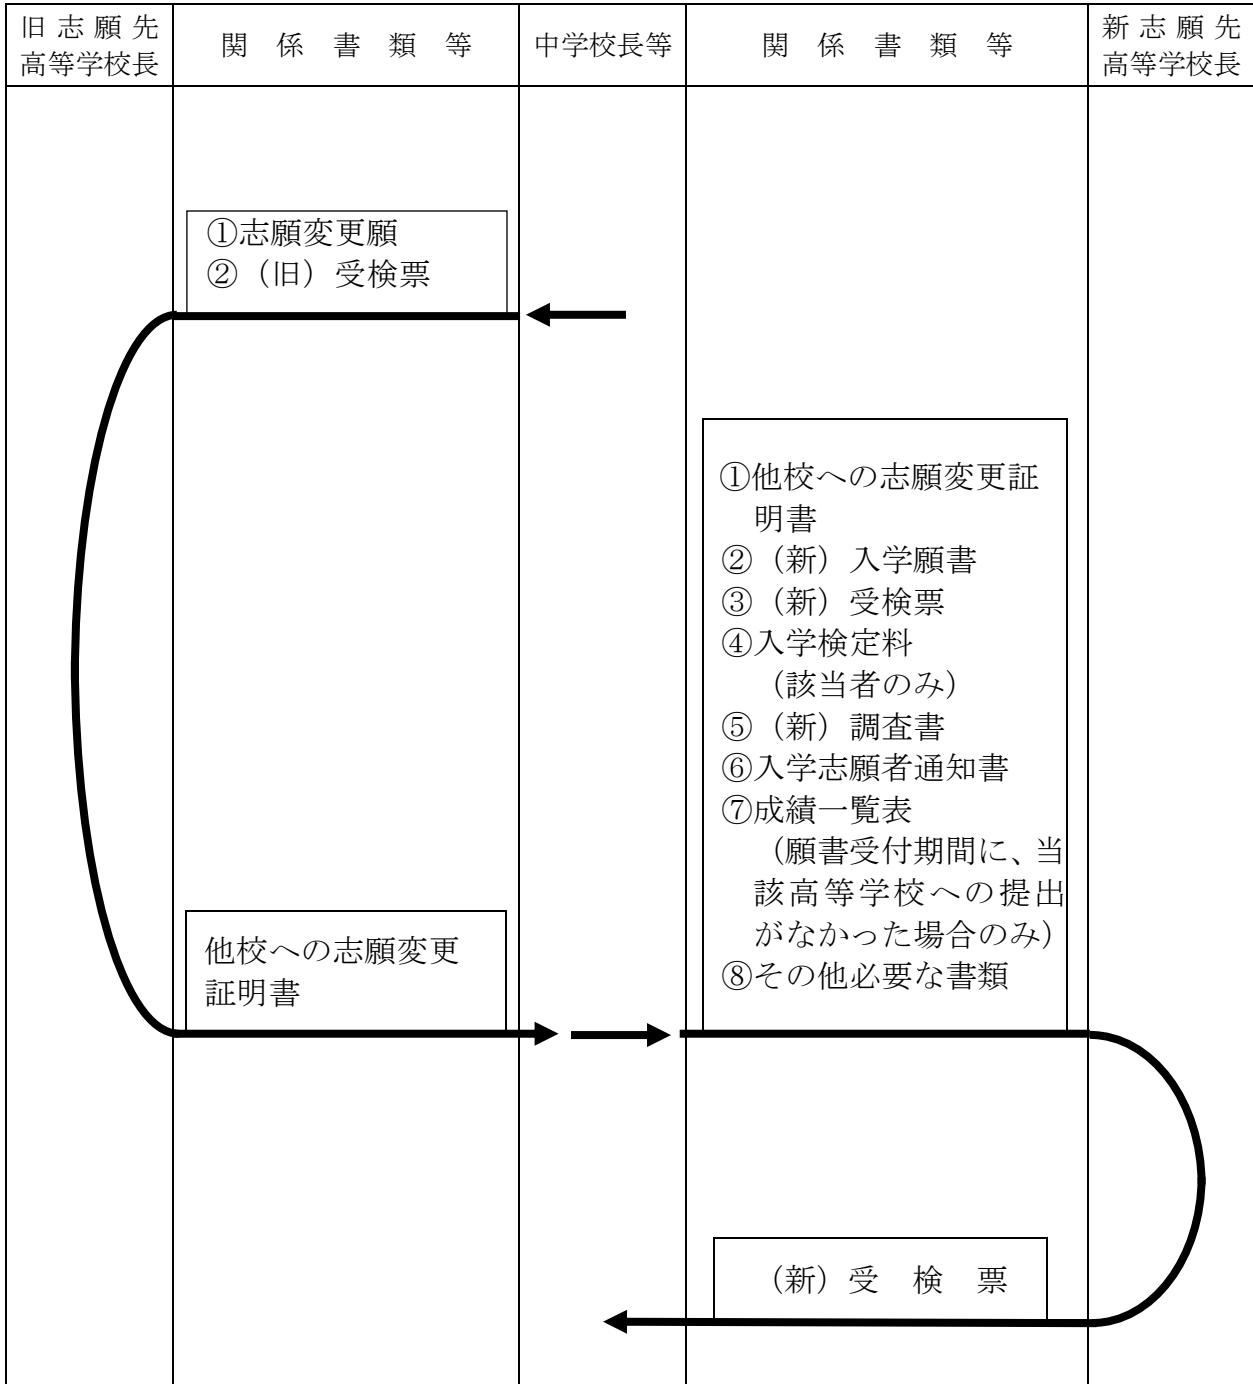 旧志願先
高等学校長
関係書類等
中学校長等
関係書類等
新志願先
高等学校長
①志願変更願
②（旧）受検票
①他校への志願変更証
明書
②（新）入学願書
③（新）受検票
④入学検定料
（該当者のみ）
⑤（新）調査書
⑥入学志願者通知書
⑦成績一覧表
（願書受付期間に、当
該高等学校への提出
がなかった場合のみ）
⑧その他必要な書類
他校への志願変更
証明書
（新）受検票